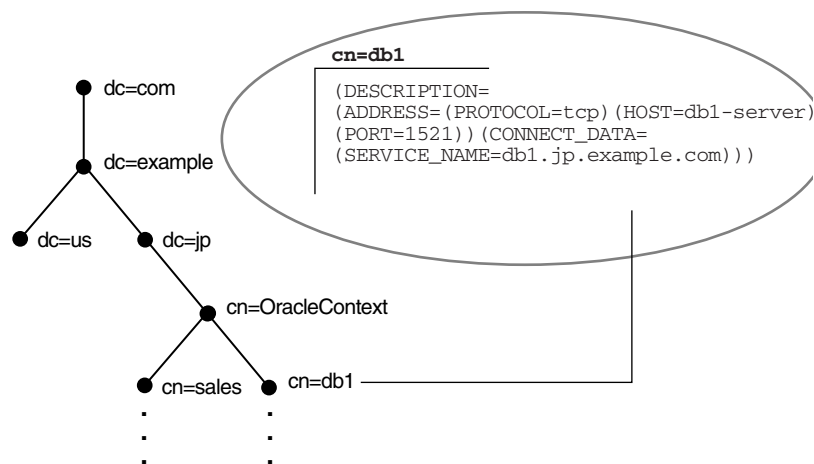 cn=db1
(DESCRIPTION=
(ADDRESS=(PROTOCOL=tcp)(HOST=db1-server)
(PORT=1521))(CONNECT_DATA=
(SERVICE_NAME=db1.jp.example.com)))
dc=com
dc=example
dc=us
dc=jp
cn=OracleContext
cn=sales
cn=db1